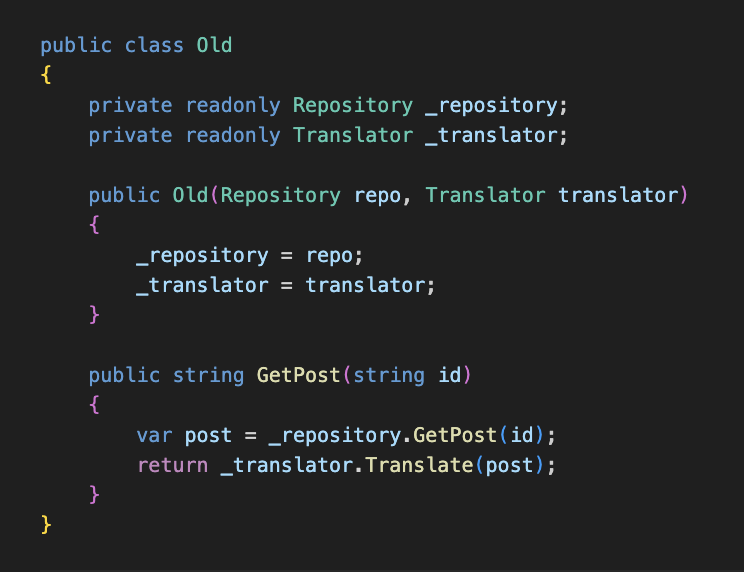 public class Old
{
    private readonly Repository _repository;
    private readonly Translator _translator;

    public Old(Repository repo, Translator translator)
    {
        _repository = repo;
        _translator = translator;
    }

    public string GetPost(string id)
    {
        var post = _repository.GetPost(id);
        return _translator.Translate(post);
    }
}